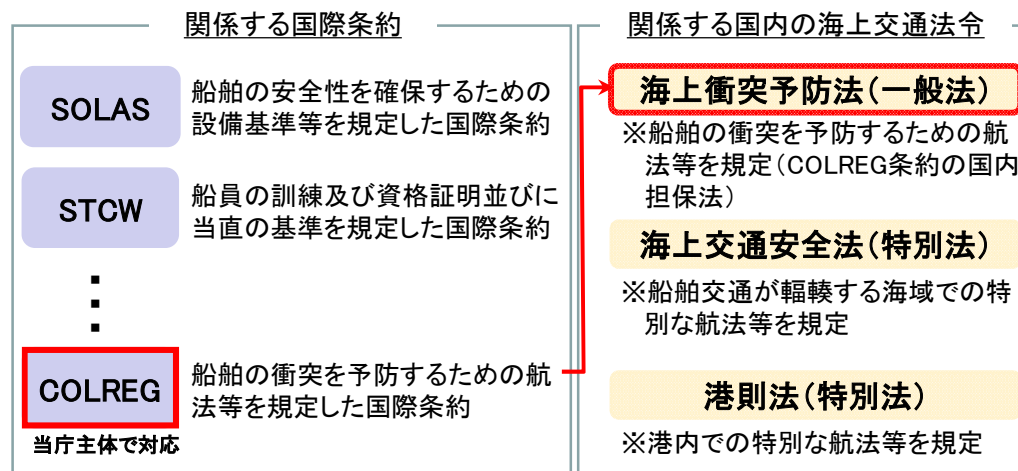 関係する国際条約
SOLAS
船舶の安全性を確保するための
設備基準等を規定した国際条約
STCW
船員の訓練及び資格証明並びに
当直の基準を規定した国際条約
COLREG
当庁主体で対応
船舶の衝突を予防するための航
法等を規定した国際条約
関係する国内の海上交通法令
海上衝突予防法(一般法)
※船舶の衝突を予防するための航
法等を規定(COLREG条約の国内
担保法)
海上交通安全法(特別法)
※船舶交通が輻輳する海域での特
別な航法等を規定
港則法(特別法)
※港内での特別な航法等を規定